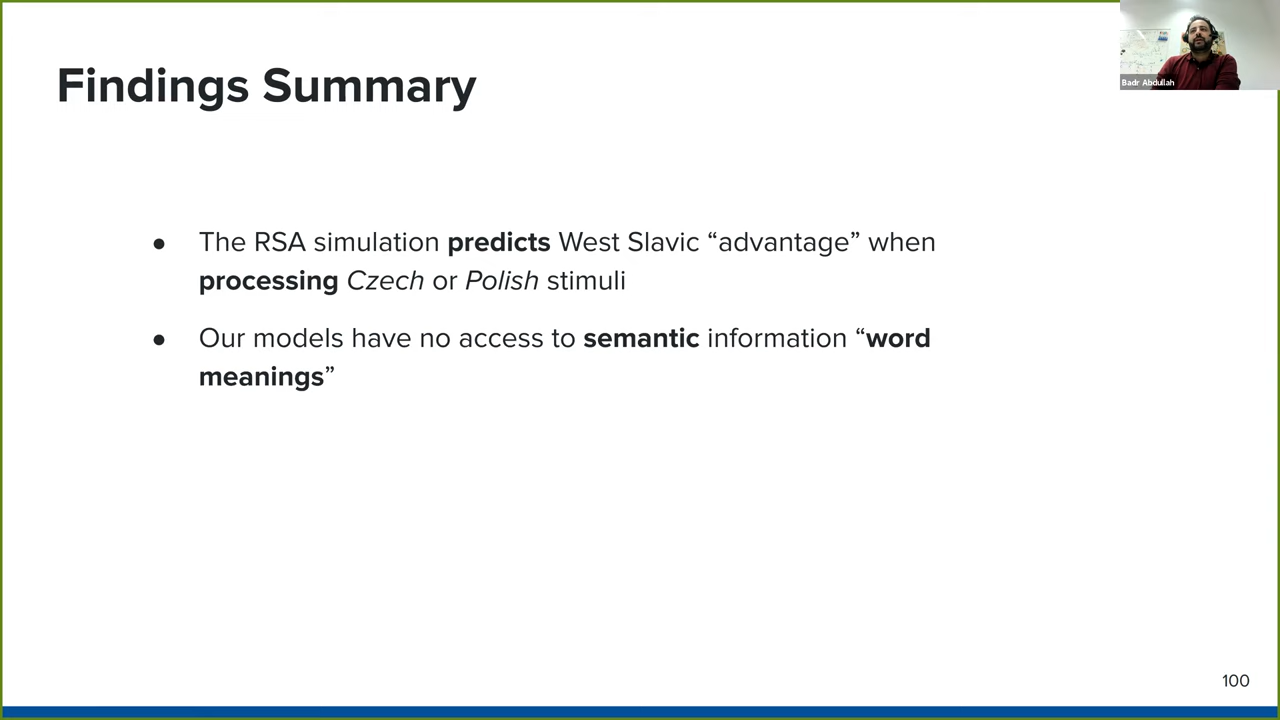 Findings Summary
Badr Abdullah
● The RSA simulation predicts West Slavic “advantage” when
processing Czech or Polish stimuli
● Our models have no access to semantic information “word
meanings”
100